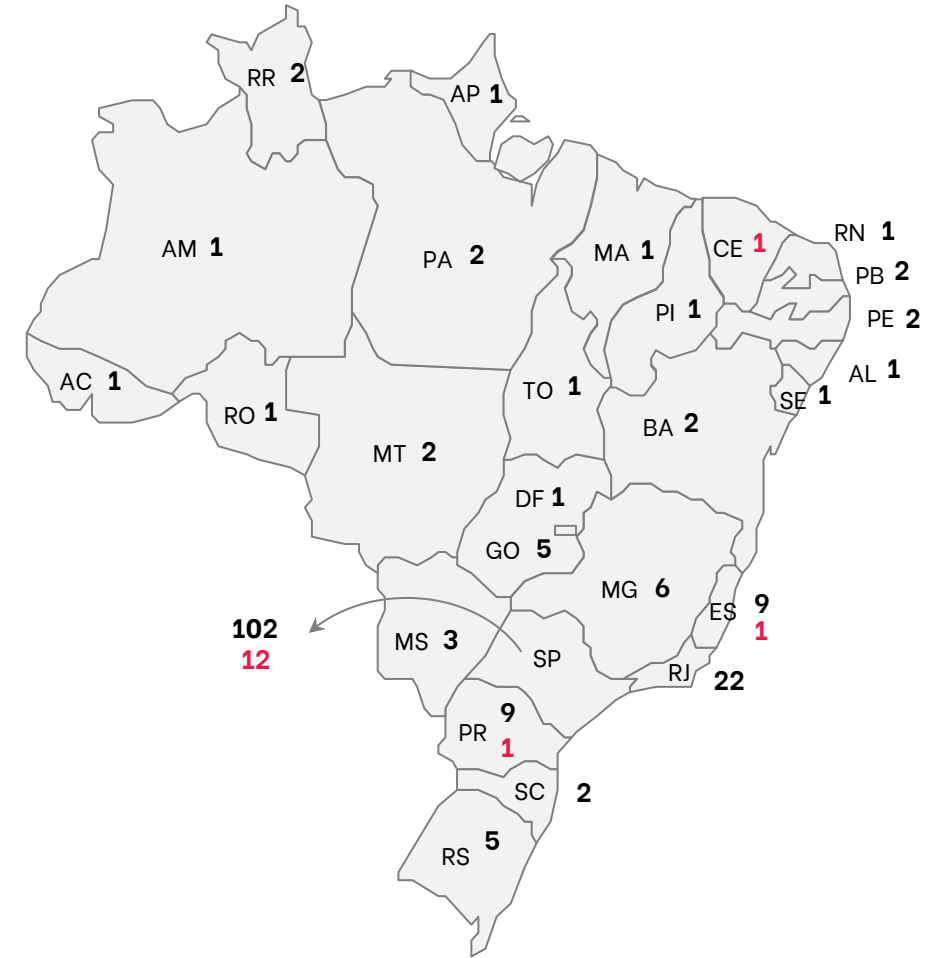 RR 2
AP 1
AM 1
PA 2
MA 1
CE 1
RN 1
PB 2
PI 1
PE 2
AC 1
TO 1
AL 1
RO 1
SE 1
BA 2
MT 2
DF 1
GO 5
MG 6
ES 9
1
102
12
MS 3
SP
RJ 22
PR 9
1
SC 2
RS 5